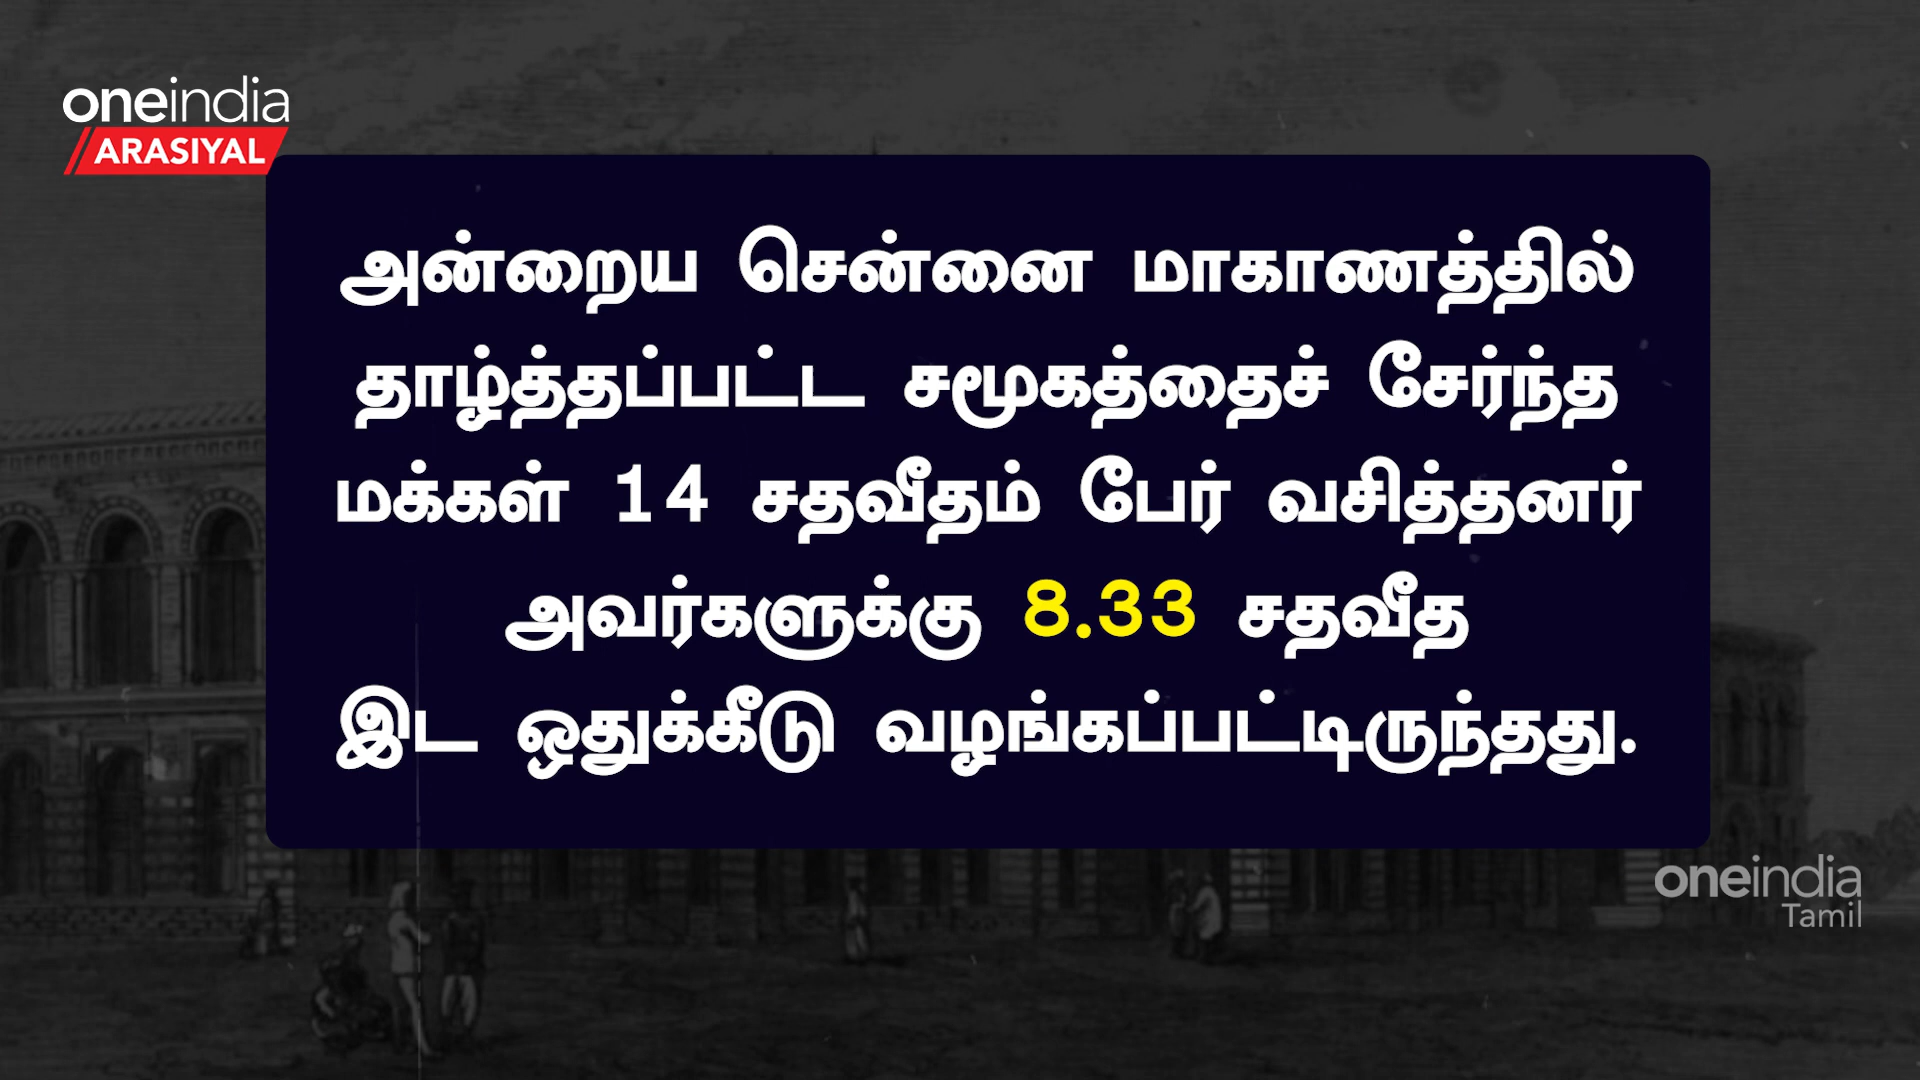 oneindia
ARASIYAL
அன்றைய சென்னை மாகாணத்தில்
தாழ்த்தப்பட்ட சமூகத்தைச் சேர்ந்த
மக்கள் 14 சதவீதம் பேர் வசித்தனர்
அவர்களுக்கு 8.33 சதவீத
இட ஒதுக்கீடு வழங்கப்பட்டிருந்தது.
oneindia
Tamil